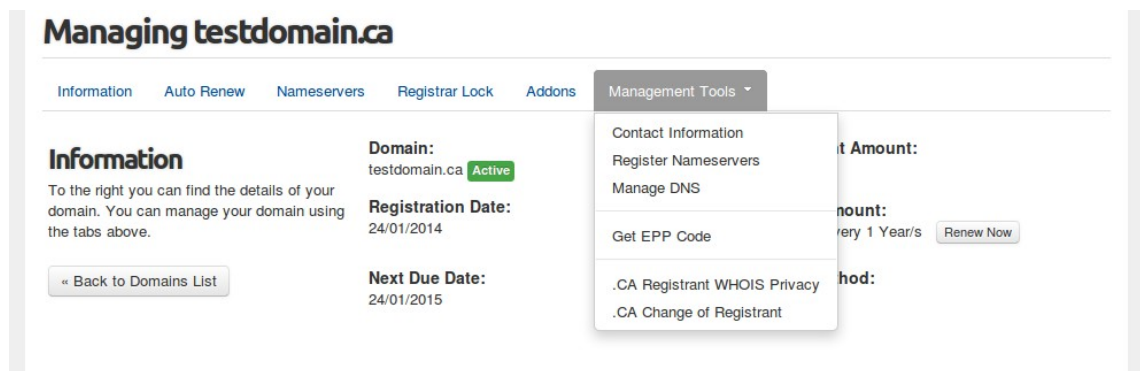 Managing testdomain.ca
Information Auto Renew Nameservers Registrar Lock Addons Management Tools
Information
To the right you can find the details of your
domain. You can manage your domain using
the tabs above.
« Back to Domains List
Domain:
testdomain.ca Active
Registration Date:
24/01/2014
Next Due Date:
24/01/2015
Contact Information
Register Nameservers
Manage DNS
Get EPP Code
.CA Registrant WHOIS Privacy
.CA Change of Registrant
Amount:
1 Year/s Renew Now